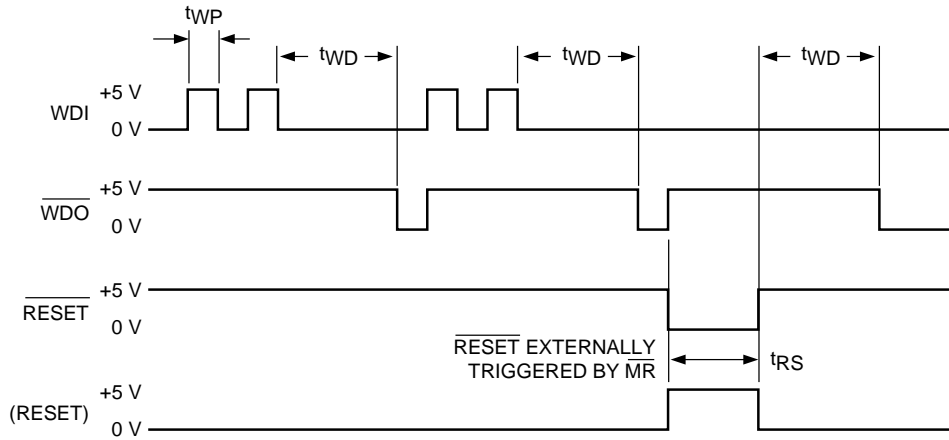 tWP
tWD
tWD
tWD
+5 V
WDI
0 V
+5 V
WDO
0 V
+5 V
RESET
0 V
RESET EXTERNALLY
TRIGGERED BY MR
tRS
+5 V
(RESET)
0 V